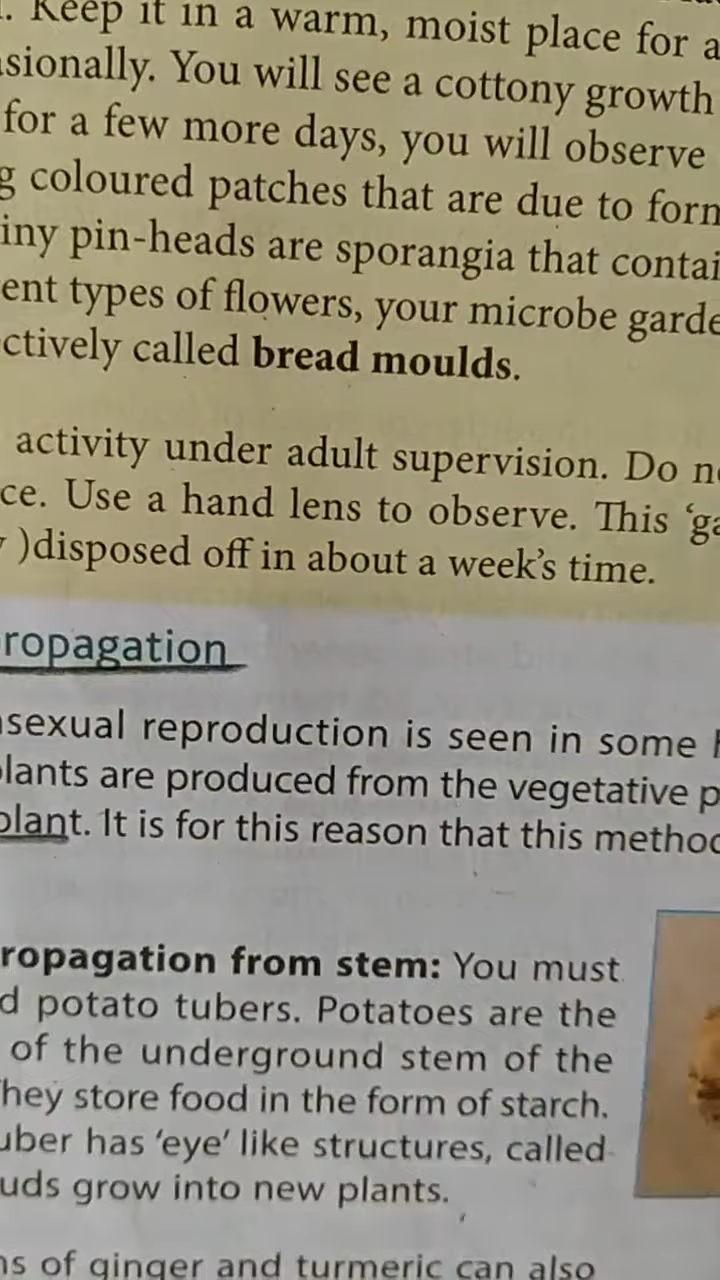 . Keep it in a warm, moist place for a
sionally. You will see a cottony growth
for a few more days, you will observe
g coloured patches that are due to form
iny pin-heads are sporangia that contai
ent types of flowers, your microbe garde
ctively called bread moulds.
activity under adult supervision. Do no
ce. Use a hand lens to observe. This ‘ga
)disposed off in about a week’s time.
ropagation
sexual reproduction is seen in some h
lants are produced from the vegetative p
plant. It is for this reason that this method
ropagation from stem: You must
d potato tubers. Potatoes are the
of the underground stem of the
They store food in the form of starch.
uber has ‘eye’ like structures, called
uds grow into new plants.
ns of ginger and turmeric can also